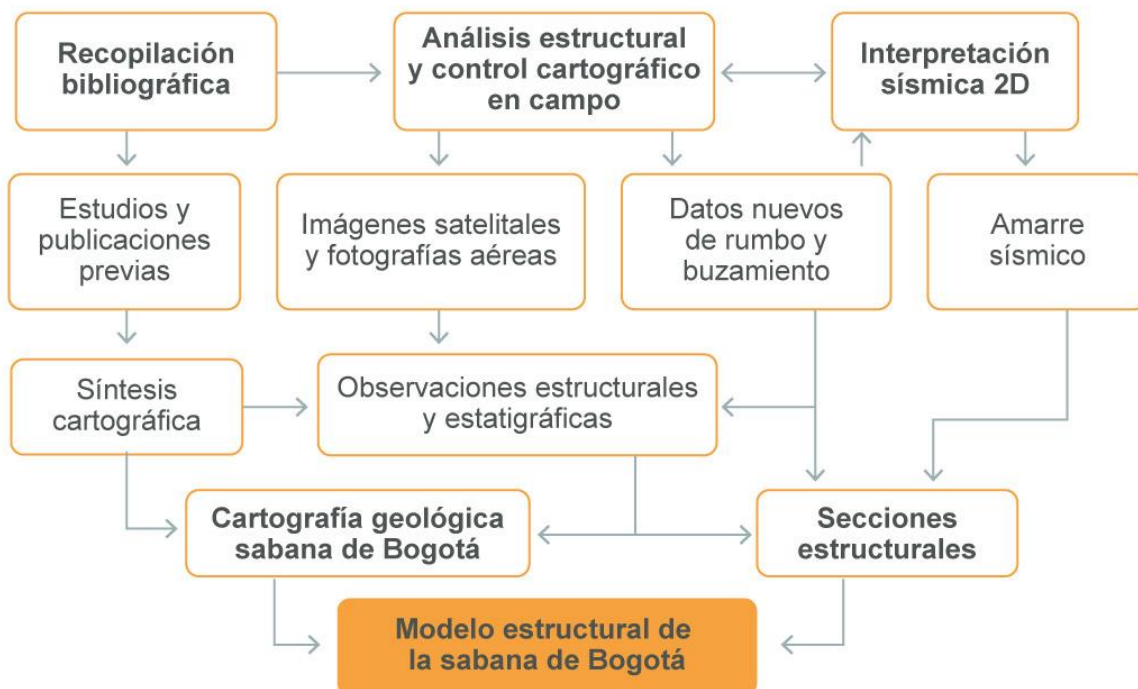 Recopilación
bibliográfica
Análisis estructural
y control cartográfico
en campo
Interpretación
sísmica 2D
Estudios y
publicaciones
previas
Imágenes satelitales
y fotografías aéreas
Datos nuevos
de rumbo y
buzamiento
Amarre
sísmico
Síntesis
cartográfica
Observaciones estructurales
y estatigráficas
Cartografía geológica
sabana de Bogotá
Secciones
estructurales
Modelo estructural de
la sabana de Bogotá